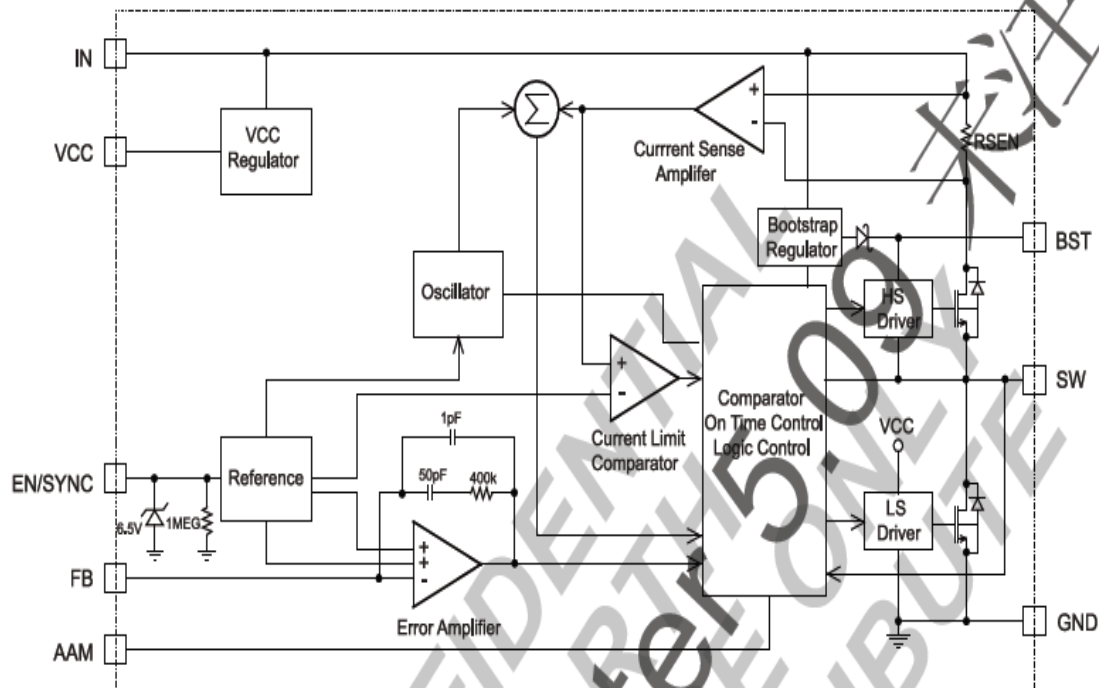 IN
VCC
VCC
Regulator
Σ
+
-
Currrent Sense
Amplifer
RSEN
Bootstrap
Regulator
BST
Oscillator
HS
Driver
SW
+
-
Current Limit
Comparator
Comparator
On Time Control
Logic Control
VCC
1pF
50pF
400k
EN/SYNC
Reference
6.5V
1MEG
LS
Driver
FB
+
+
-
Error Amplifier
GND
AAM
5.09